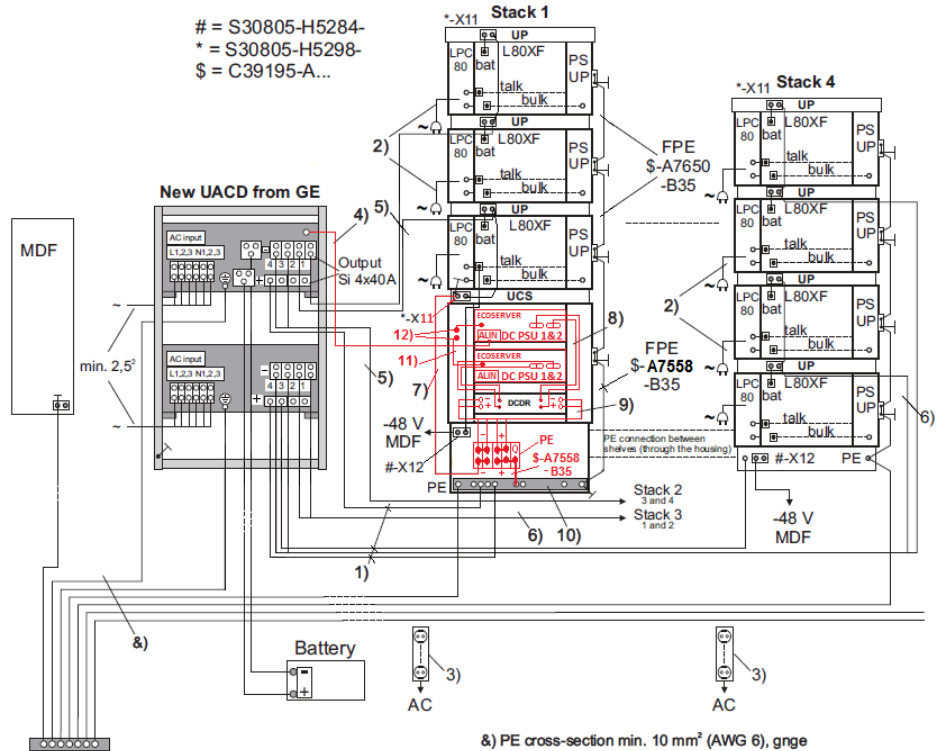 # = S30805-H5284-
* = S30805-H5298-
$ = C39195-A...
*-X11
Stack 1
UP
LPC 80
bat
L80XF
PS UP
talk
bulk
~
UP
LPC 80
bat
L80XF
PS UP
talk
bulk
~
UP
LPC 80
bat
L80XF
PS UP
~
2)
FPE
$-A7650
-B35
*-X11
Stack 4
UP
LPC 80
bat
L80XF
PS UP
talk
bulk
~
UP
LPC 80
bat
L80XF
PS UP
talk
bulk
~
UP
LPC 80
bat
L80XF
PS UP
talk
bulk
~
UP
LPC 80
bat
L80XF
PS UP
talk
bulk
~
2)
6)
MDF
New UACD from GE
AC input
L1,2,3 N1,2,3
-
+
4 3 2 1
Output
Si 4x40A
4)
5)
~
min. 2,5²
~
AC input
L1,2,3 N1,2,3
-
+
4 3 2 1
*-X11
UCS
12)
11)
7)
5)
ECOSERVER
ALIN DC PSU 1&2
ECOSERVER
ALIN DC PSU 1&2
DCDR
+
-
-
+
8)
FPE
$-A7558
-B35
9)
-48 V
MDF
#-X12
- +
PE
$-A7558
- B35
- + -
PE
PE connection between
shelves (through the housing)
#-X12
PE
-48 V
MDF
Stack 2
3 and 4
Stack 3
1 and 2
6)
10)
1)
&)
Battery
-
+
3)
AC
3)
AC
&) PE cross-section min. 10 mm² (AWG 6), gnge